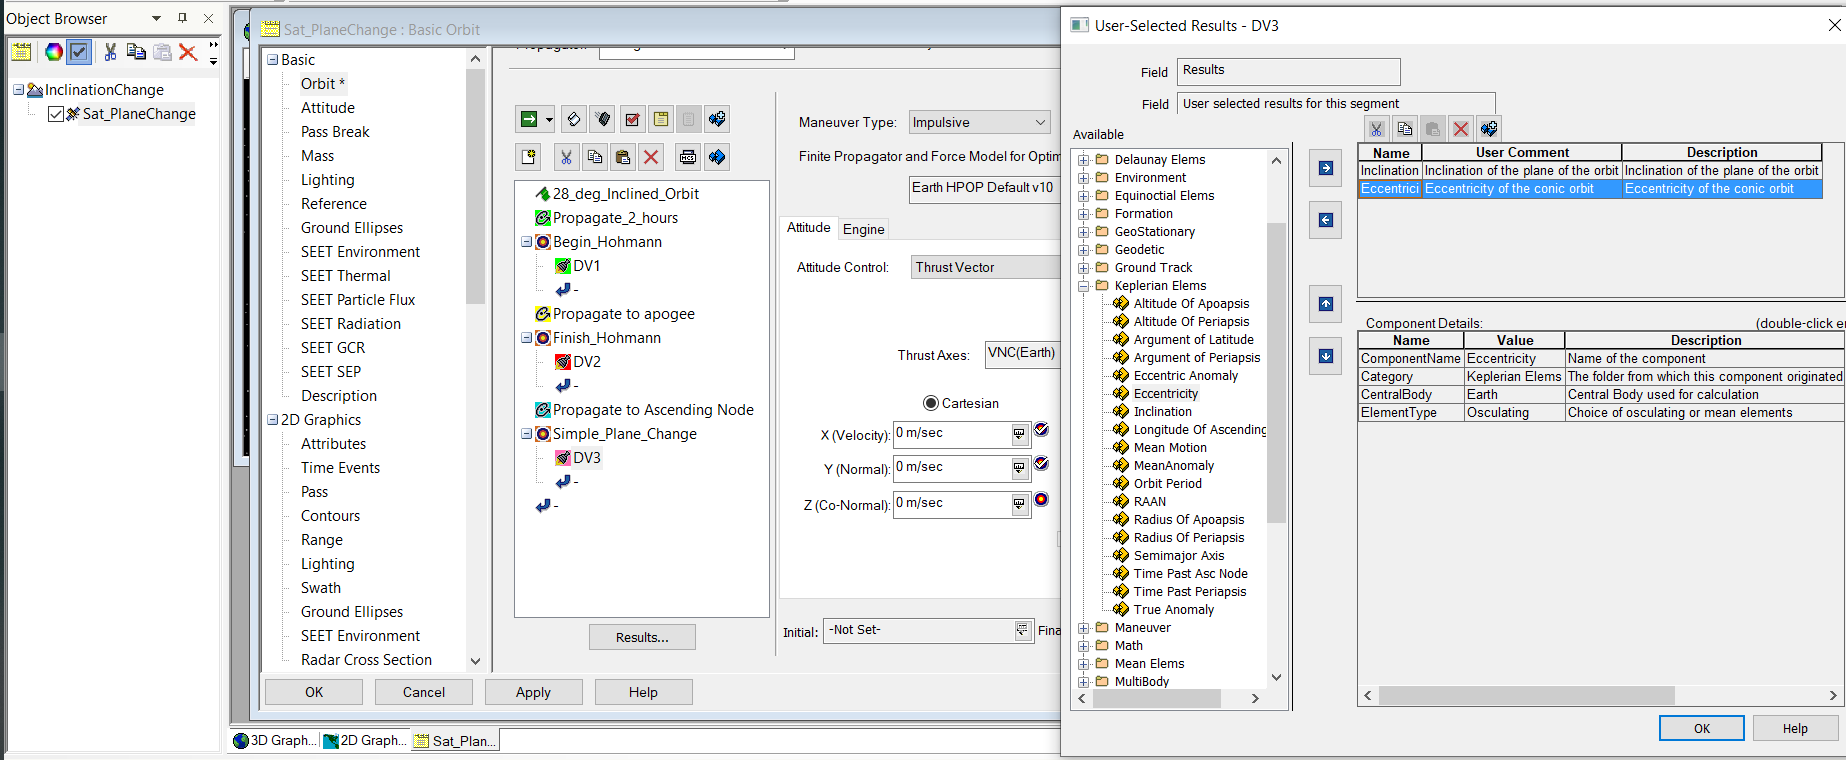 Object Browser
InclinationChange
Sat_PlaneChange
Sat_PlaneChange : Basic Orbit
Basic
Orbit *
Attitude
Pass Break
Mass
Lighting
Reference
Ground Ellipses
SEET Environment
SEET Thermal
SEET Particle Flux
SEET Radiation
SEET GCR
SEET SEP
Description
2D Graphics
Attributes
Time Events
Pass
Contours
Range
Lighting
Swath
Ground Ellipses
SEET Environment
Radar Cross Section
28_deg_Inclined_Orbit
Propagate_2_hours
Begin_Hohmann
DV1
-
Propagate to apogee
Finish_Hohmann
DV2
-
Propagate to Ascending Node
Simple_Plane_Change
DV3
-
-
Results...
Maneuver Type: Impulsive
Finite Propagator and Force Model for Optim
Earth HPOP Default v10
Attitude Engine
Attitude Control: Thrust Vector
Thrust Axes: VNC(Earth)
Cartesian
X (Velocity): 0 m/sec
Y (Normal): 0 m/sec
Z (Co-Normal): 0 m/sec
Initial: -Not Set- Fina
OK Cancel Apply Help
3D Graph... 2D Graph... Sat_Plan...
User-Selected Results - DV3
Field Results
Field User selected results for this segment
Available
Delaunay Elems
Environment
Equinoctial Elems
Formation
GeoStationary
Geodetic
Ground Track
Keplerian Elems
Altitude Of Apoapsis
Altitude Of Periapsis
Argument of Latitude
Argument of Periapsis
Eccentric Anomaly
Eccentricity
Inclination
Longitude Of Ascending
Mean Motion
MeanAnomaly
Orbit Period
RAAN
Radius Of Apoapsis
Radius Of Periapsis
Semimajor Axis
Time Past Asc Node
Time Past Periapsis
True Anomaly
Maneuver
Math
Mean Elems
MultiBody
Name User Comment Description
Inclination Inclination of the plane of the orbit Inclination of the plane of the orbit
Eccentrici Eccentricity of the conic orbit Eccentricity of the conic orbit
Component Details: (double-click e
Name Value Description
ComponentName Eccentricity Name of the component
Category Keplerian Elems The folder from which this component originated
CentralBody Earth Central Body used for calculation
ElementType Osculating Choice of osculating or mean elements
OK Help